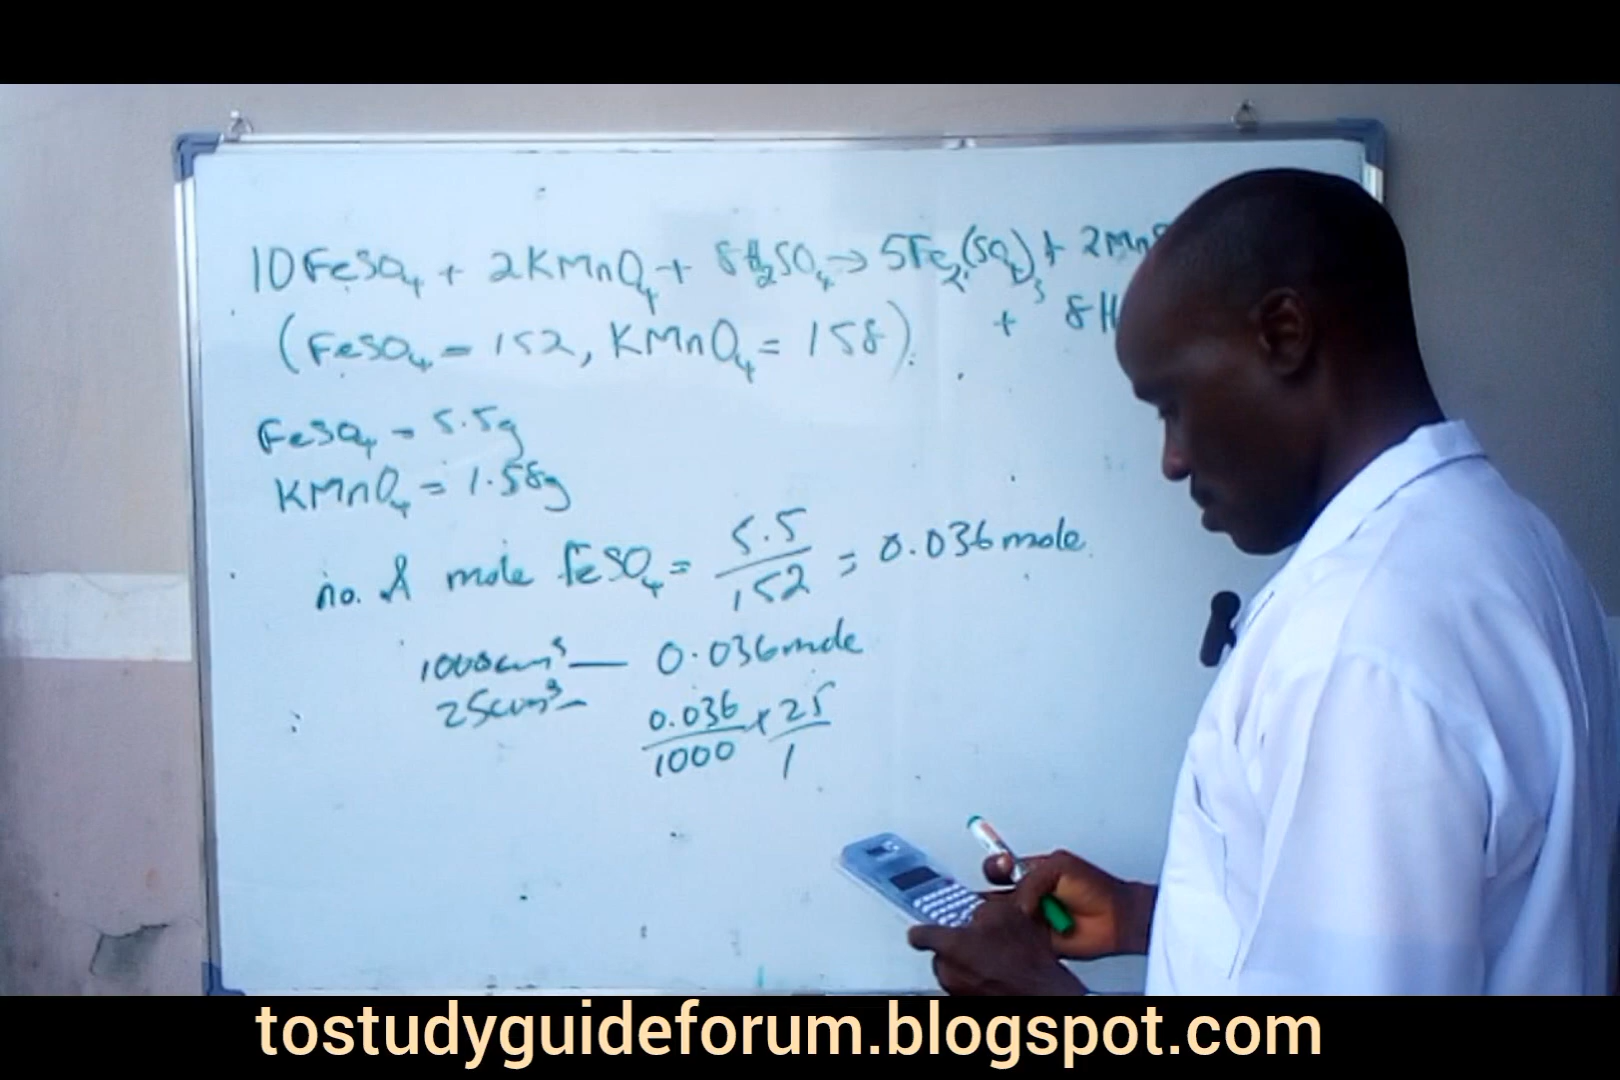 10FeSO₄ + 2KMnO₄ + 8H₂SO₄ → 5Fe₂(SO₄)₃ + 2Mn
+ 8H
(FeSO₄ = 152, KMnO₄ = 158).
FeSO₄ = 5.5g
KMnO₄ = 1.58g
no. of mole FeSO₄ = 5.5/152 = 0.036 mole.
1000cm³ — 0.036mole
25cm³ — 0.036/1000 × 25/1
tostudyguideforum.blogspot.com